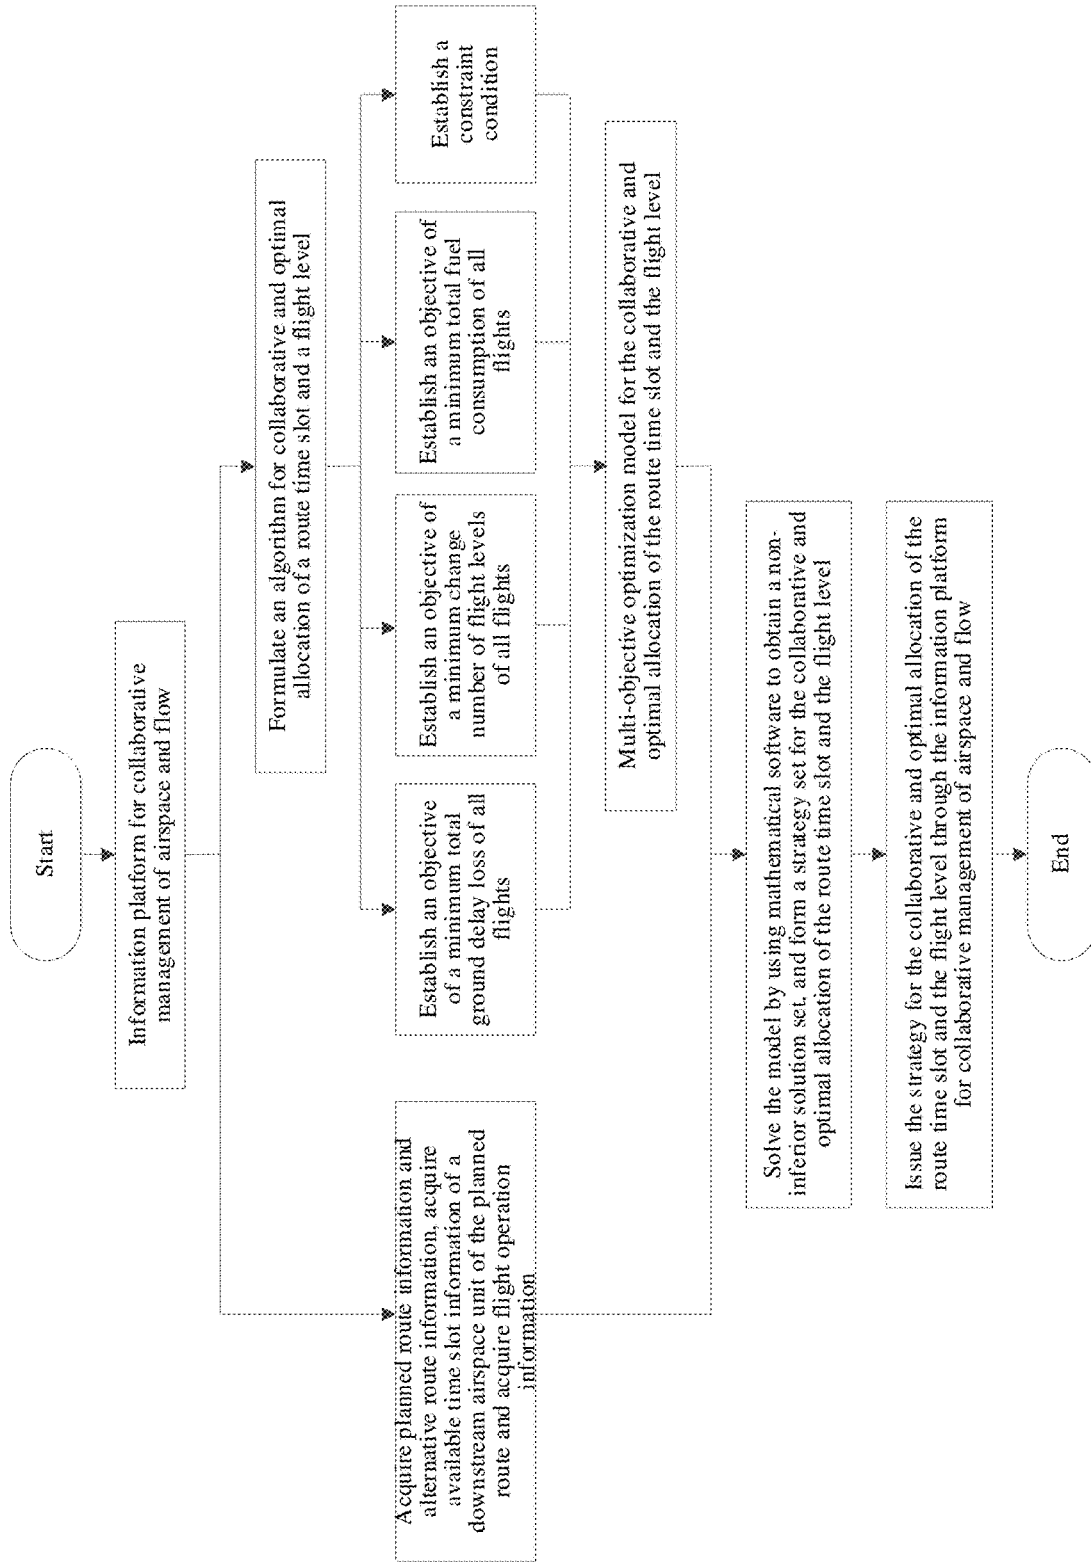 Start
Information platform for collaborative
management of airspace and flow
Formulate an algorithm for collaborative and optimal
allocation of a route time slot and a flight level
Acquire planned route information and
alternative route information, acquire
available time slot information of a
downstream airspace unit of the planned
route and acquire flight operation
information
Establish an objective
of a minimum total
ground delay loss of all
flights
Establish an objective of
a minimum change
number of flight levels
of all flights
Establish an objective of
a minimum total fuel
consumption of all
flights
Establish a
constraint
condition
Multi-objective optimization model for the collaborative and
optimal allocation of the route time slot and the flight level
Solve the model by using mathematical software to obtain a non-
inferior solution set, and form a strategy set for the collaborative and
optimal allocation of the route time slot and the flight level
Issue the strategy for the collaborative and optimal allocation of the
route time slot and the flight level through the information platform
for collaborative management of airspace and flow
End